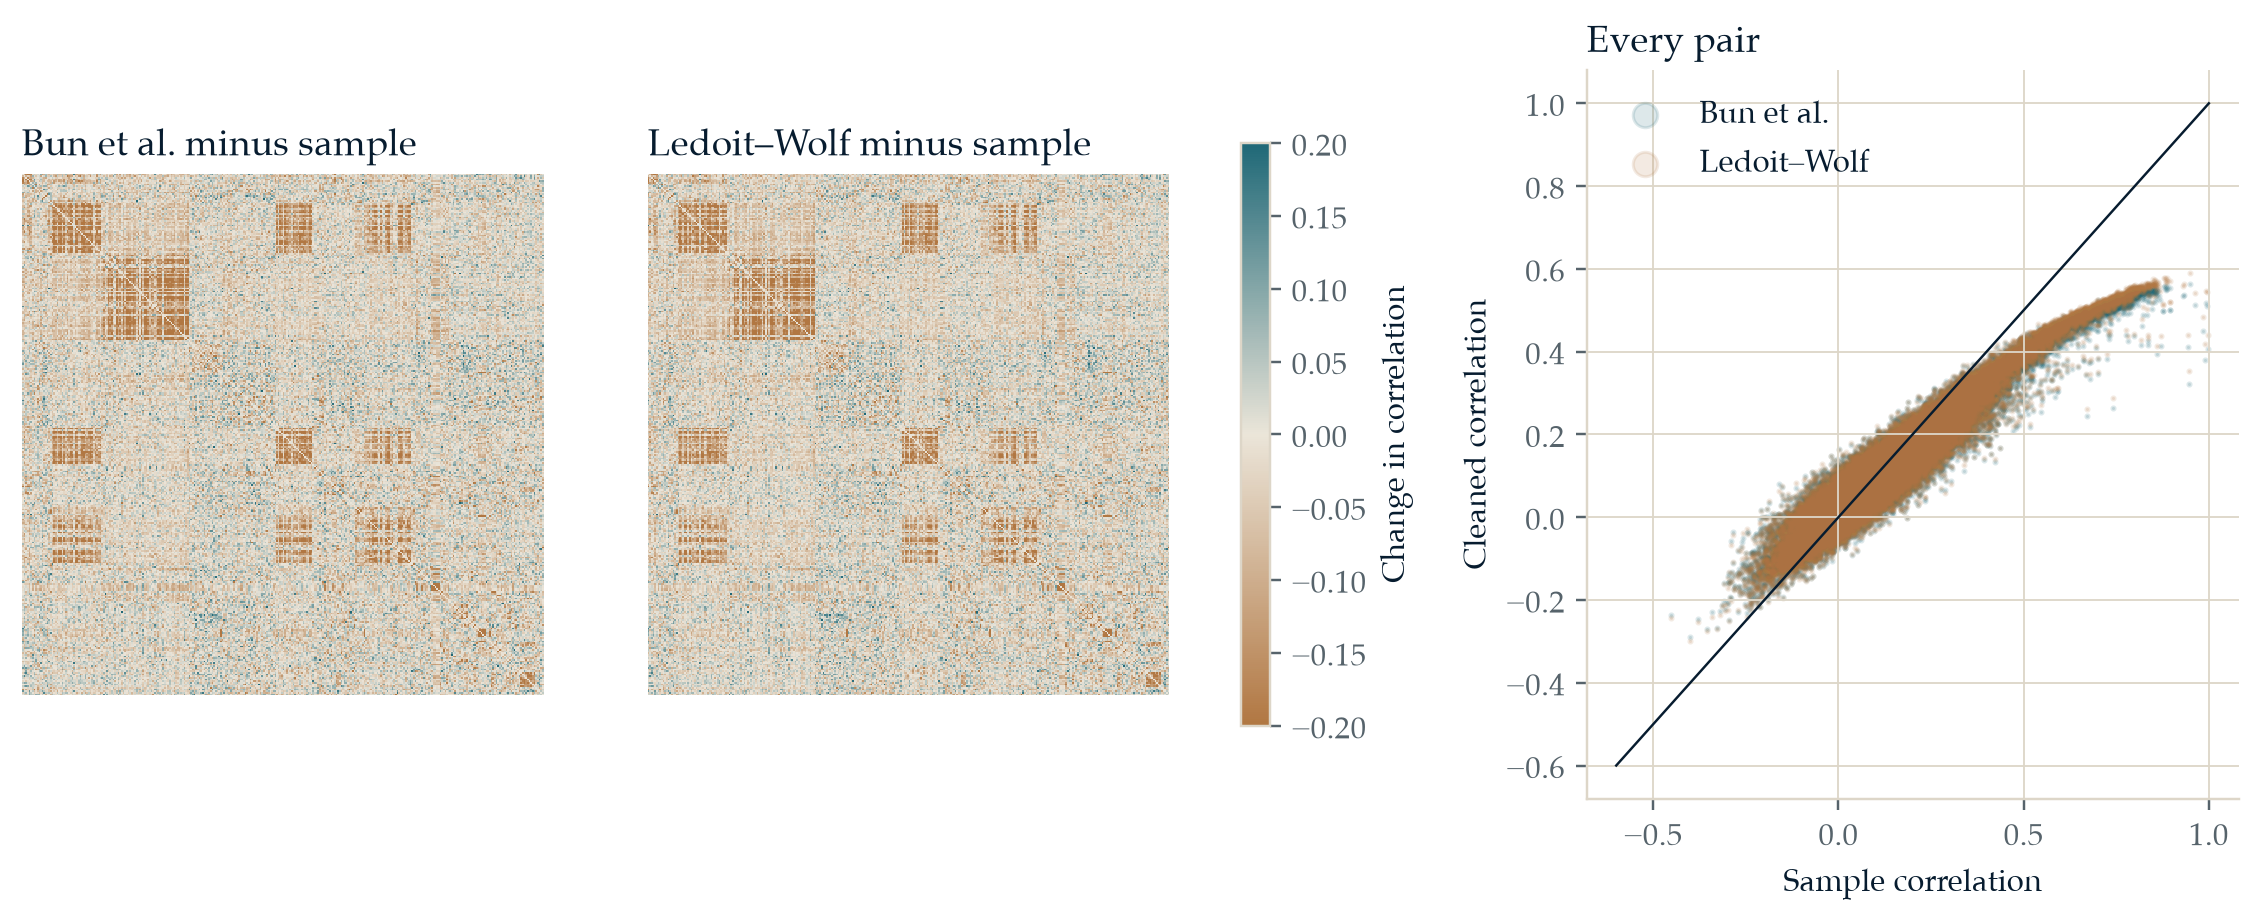 Bun et al. minus sample
Ledoit–Wolf minus sample
0.20
0.15
0.10
0.05
0.00
−0.05
−0.10
−0.15
−0.20
Change in correlation
Every pair
Bun et al.
Ledoit–Wolf
1.0
0.8
0.6
0.4
0.2
0.0
−0.2
−0.4
−0.6
Cleaned correlation
−0.5
0.0
0.5
1.0
Sample correlation